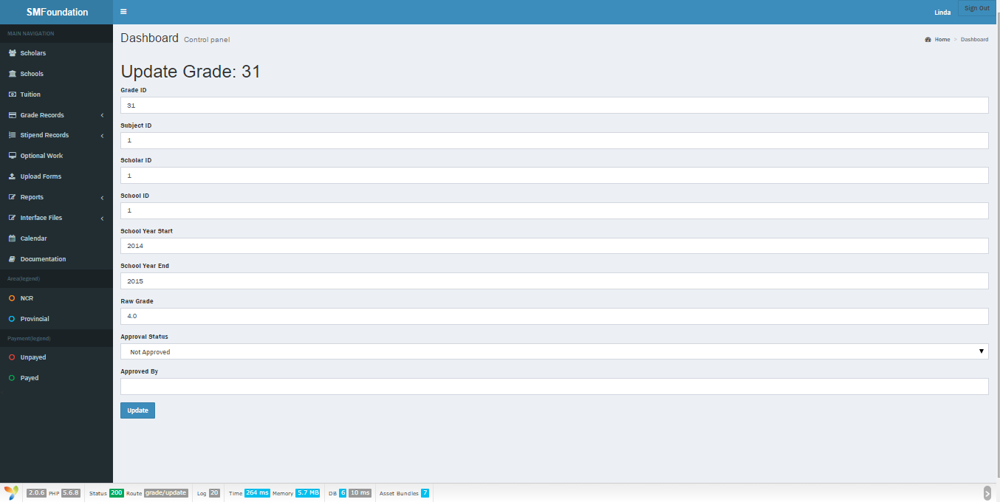 SMFoundation
Linda
Sign Out
MAIN NAVIGATION
Scholars
Schools
Tuition
Grade Records
Stipend Records
Optional Work
Upload Forms
Reports
Interface Files
Calendar
Documentation
Area(legend)
NCR
Provincial
Payment(legend)
Unpayed
Payed
Dashboard Control panel
Home > Dashboard
Update Grade: 31
Grade ID
31
Subject ID
1
Scholar ID
1
School ID
1
School Year Start
2014
School Year End
2015
Raw Grade
4.0
Approval Status
Not Approved
Approved By
Update
2.0.6 PHP 5.6.8 Status 200 Route grade/update Log 20 Time 264 ms Memory 5.7 MB DB 6 10 ms Asset Bundles 7